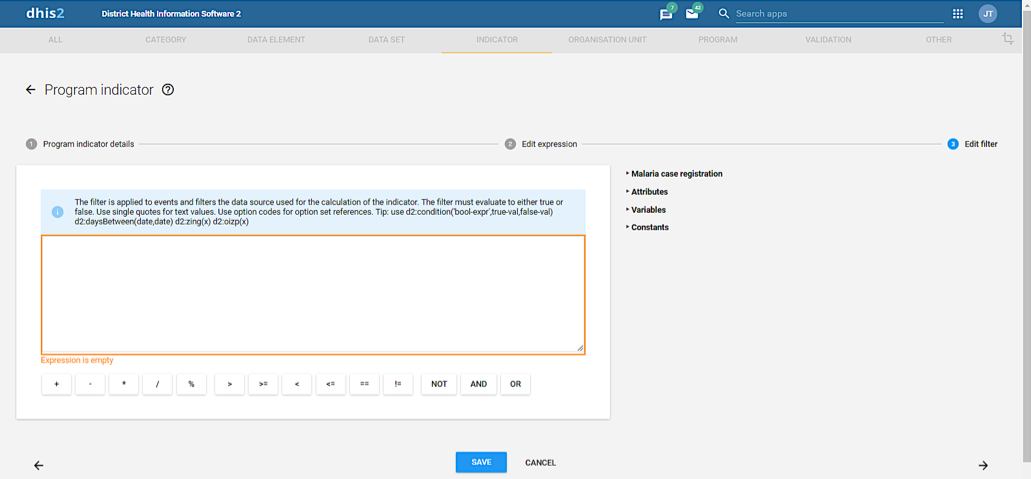 dhis2 District Health Information Software 2 7 42 Search apps JT
ALL CATEGORY DATA ELEMENT DATA SET INDICATOR ORGANISATION UNIT PROGRAM VALIDATION OTHER
Program indicator ?
1 Program indicator details 2 Edit expression 3 Edit filter
The filter is applied to events and filters the data source used for the calculation of the indicator. The filter must evaluate to either true or
false. Use single quotes for text values. Use option codes for option set references. Tip: use d2:condition('bool-expr',true-val,false-val)
d2:daysBetween(date,date) d2:zing(x) d2:oizp(x)
Expression is empty
+ - * / % > >= < <= == != NOT AND OR
Malaria case registration
Attributes
Variables
Constants
SAVE CANCEL